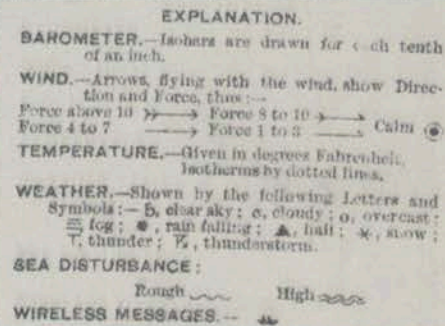 EXPLANATION.
BAROMETER.—Isobars are drawn for each tenth
of an inch.
WIND.—Arrows, flying with the wind, show Direc-
tion and Force, thus:—
Force above 10 Force 8 to 10
Force 4 to 7 Force 1 to 3 Calm
TEMPERATURE.—Given in degrees Fahrenheit.
Isotherms by dotted lines.
WEATHER.—Shown by the following Letters and
Symbols:— b, clear sky; c, cloudy; o, overcast;
fog; rain falling; hail; snow;
T, thunder; thunderstorm.
SEA DISTURBANCE:
Rough High
WIRELESS MESSAGES.—